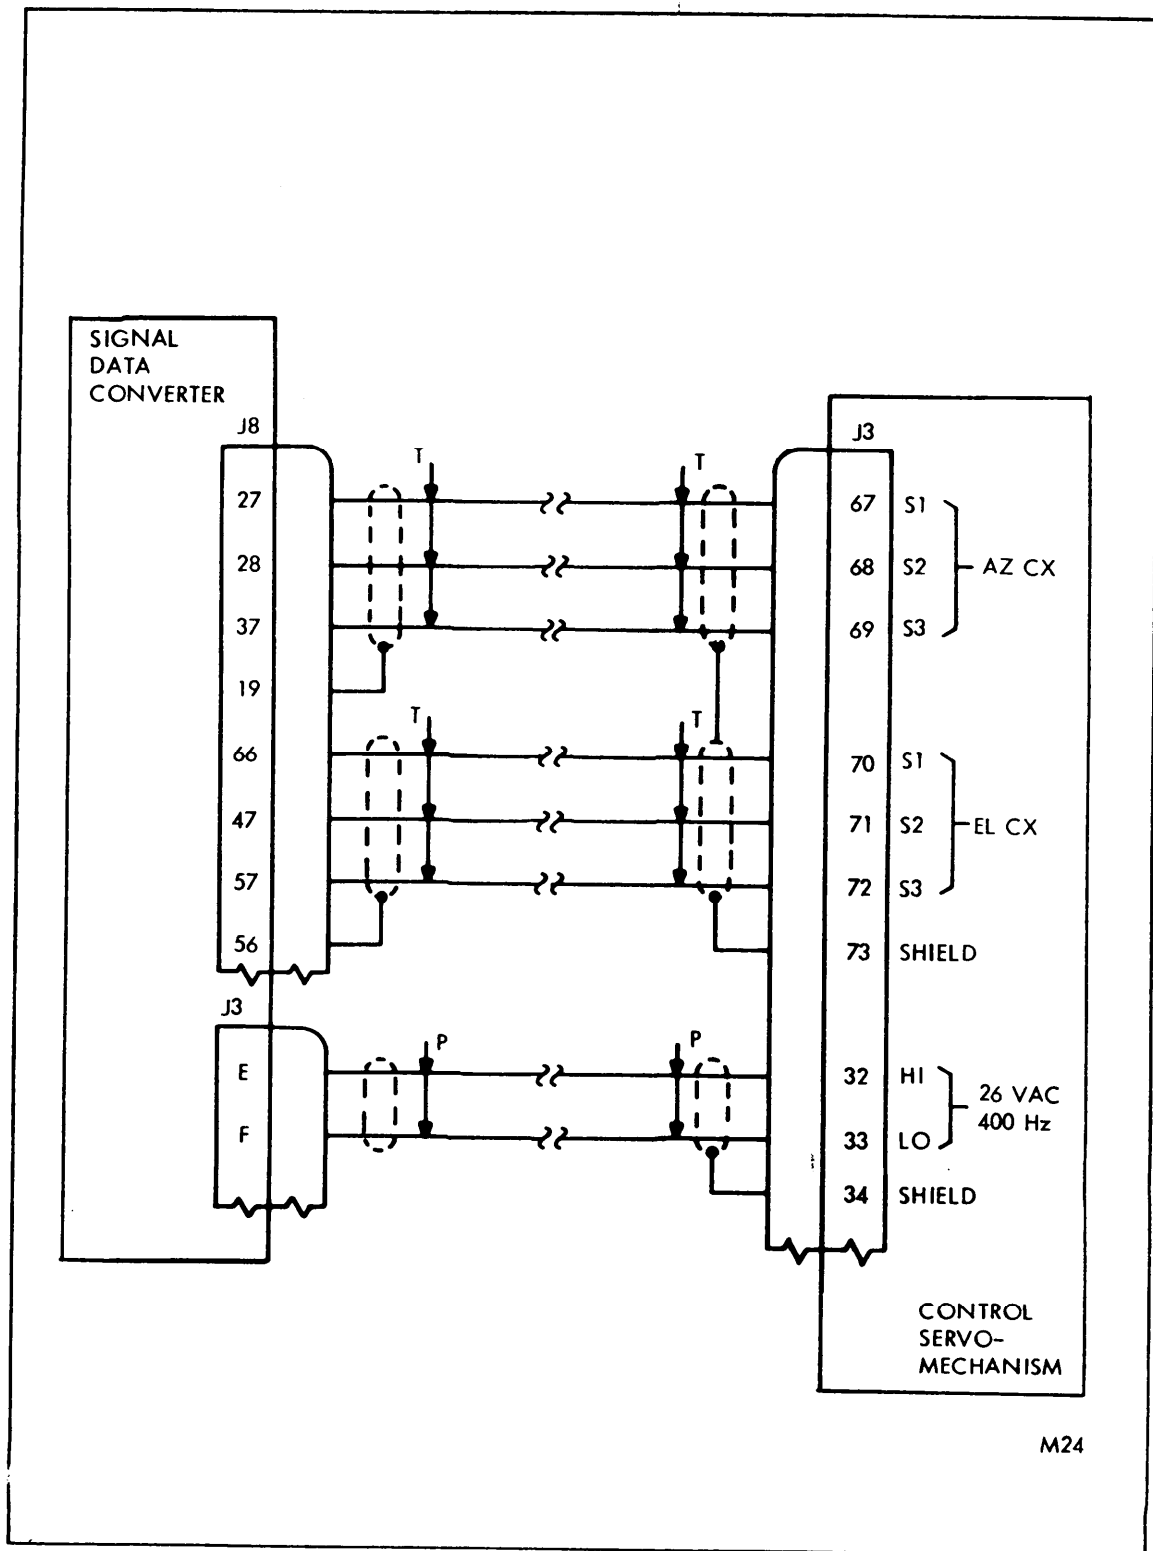 SIGNAL
DATA
CONVERTER
J8
27
28
37
19
66
47
57
56
J3
E
F
T
T
T
T
P
P
J3
67 S1
68 S2
69 S3
AZ CX
70 S1
71 S2
72 S3
EL CX
73 SHIELD
32 HI
33 LO
26 VAC
400 Hz
34 SHIELD
CONTROL
SERVO-
MECHANISM
M24